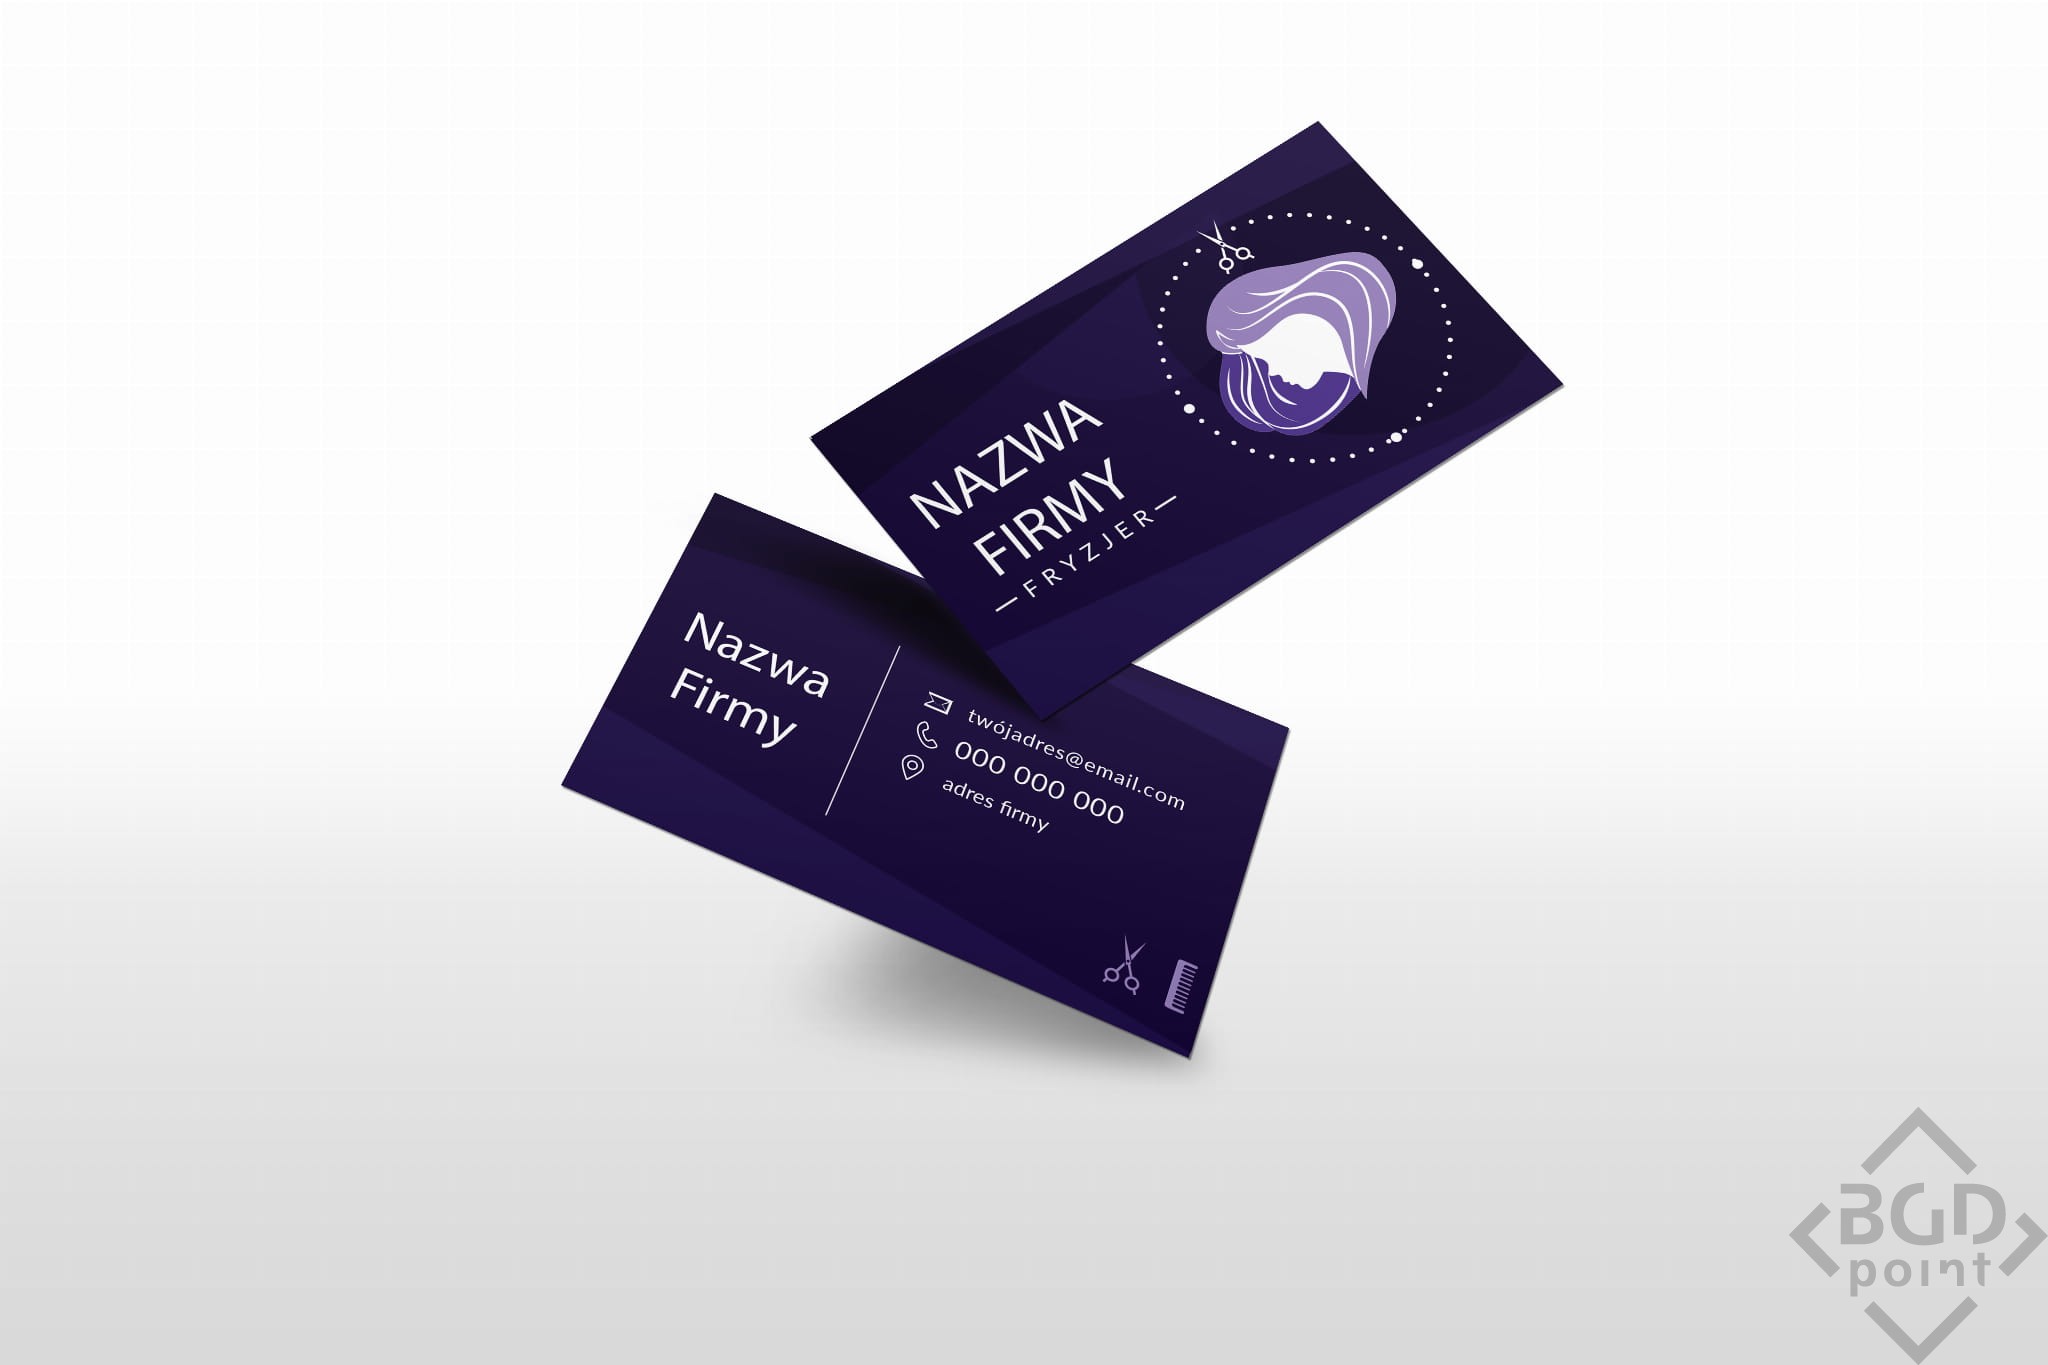 NAZWA
FIRMY
—FRYZJER—
Nazwa
Firmy
twójadres@email.com
000 000 000
adres firmy
BGD
point